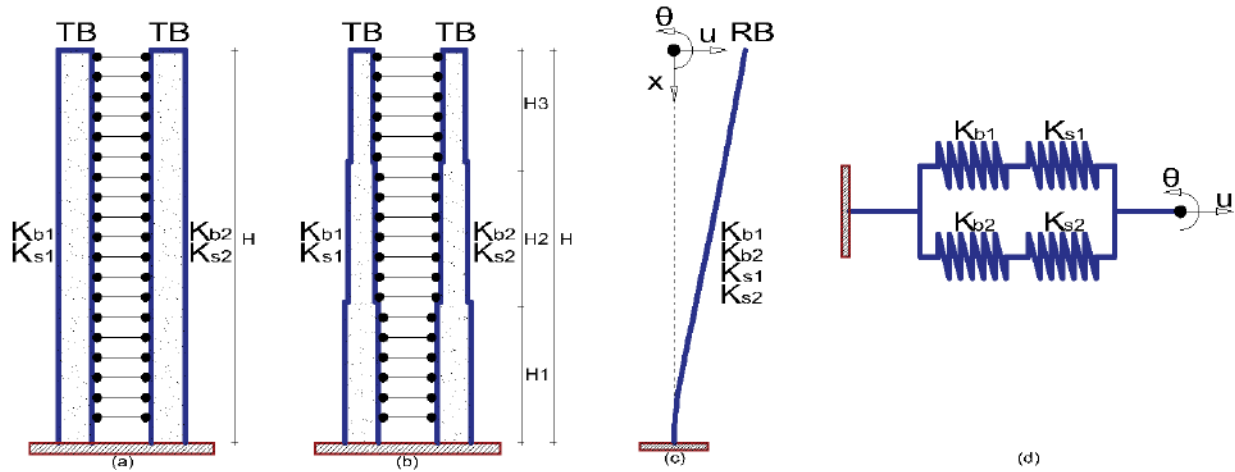 TB TB
Kb1
Ks1
Kb2
Ks2
H
(a)
TB TB
Kb1
Ks1
Kb2
Ks2
H3
H2
H1
H
(b)
θ
u
RB
x
Kb1
Kb2
Ks1
Ks2
(c)
Kb1 Ks1
Kb2 Ks2
θ
u
(d)